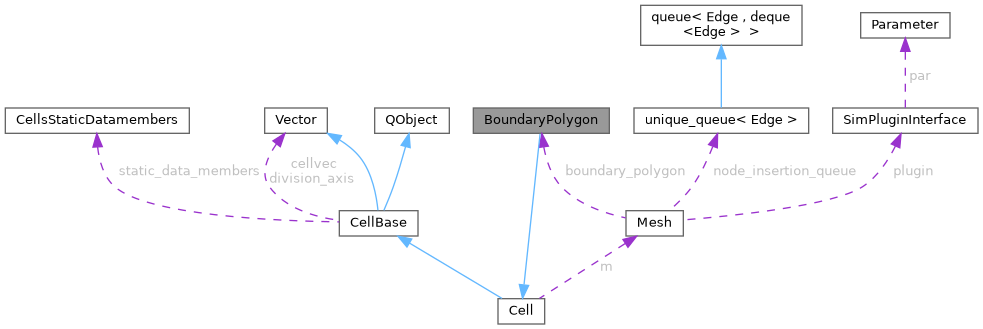 queue< Edge , deque
<Edge >  >
Parameter
par
CellsStaticDatamembers
Vector
QObject
BoundaryPolygon
unique_queue< Edge >
SimPluginInterface
static_data_members
cellvec
division_axis
boundary_polygon
node_insertion_queue
plugin
CellBase
Mesh
m
Cell